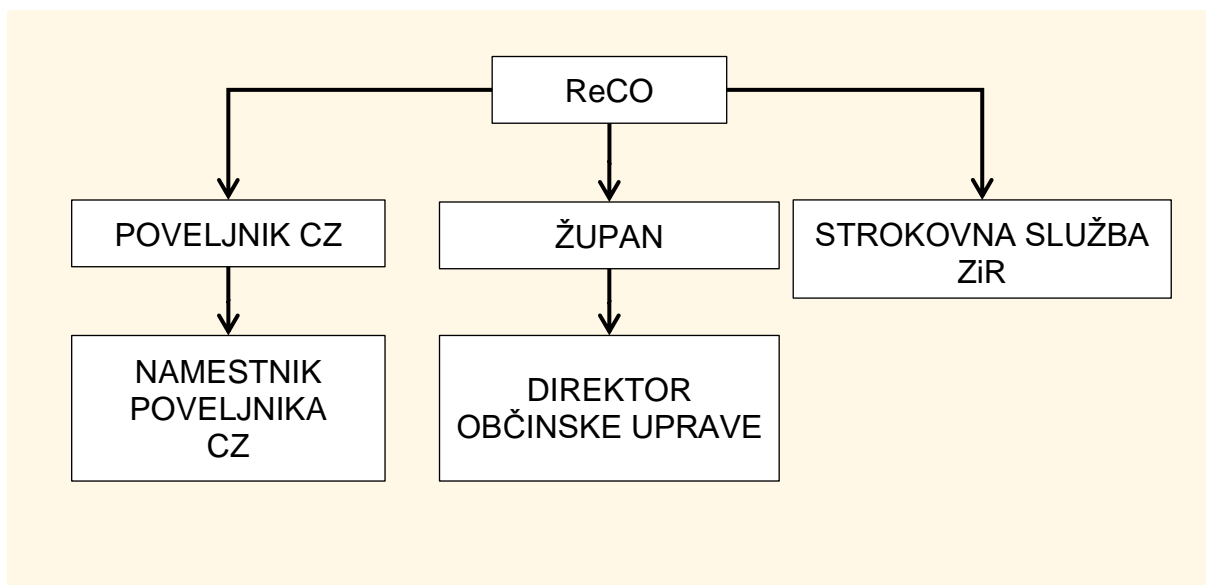 ReCO
POVELJNIK CZ
ŽUPAN
STROKOVNA SLUŽBA
ZiR
NAMESTNIK
POVELJNIKA
CZ
DIREKTOR
OBČINSKE UPRAVE